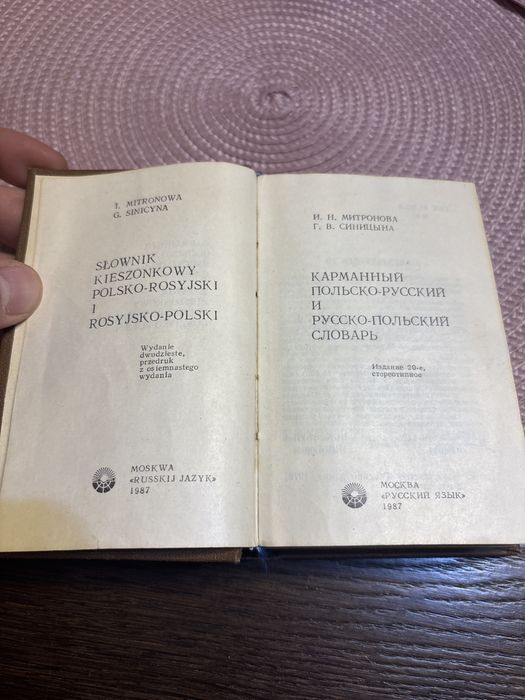 I. MITRONOWA
G. SINICYNA
SŁOWNIK
KIESZONKOWY
POLSKO-ROSYJSKI
I
ROSYJSKO-POLSKI
Wydanie
dwudzieste,
przedruk
z osiemnastego
wydania
MOSKWA
«RUSSKIJ JAZYK»
1987
И. Н. МИТРОНОВА
Г. В. СИНИЦЫНА
КАРМАННЫЙ
ПОЛЬСКО-РУССКИЙ
И
РУССКО-ПОЛЬСКИЙ
СЛОВАРЬ
Издание 20-е,
стереотипное
МОСКВА
«РУССКИЙ ЯЗЫК»
1987